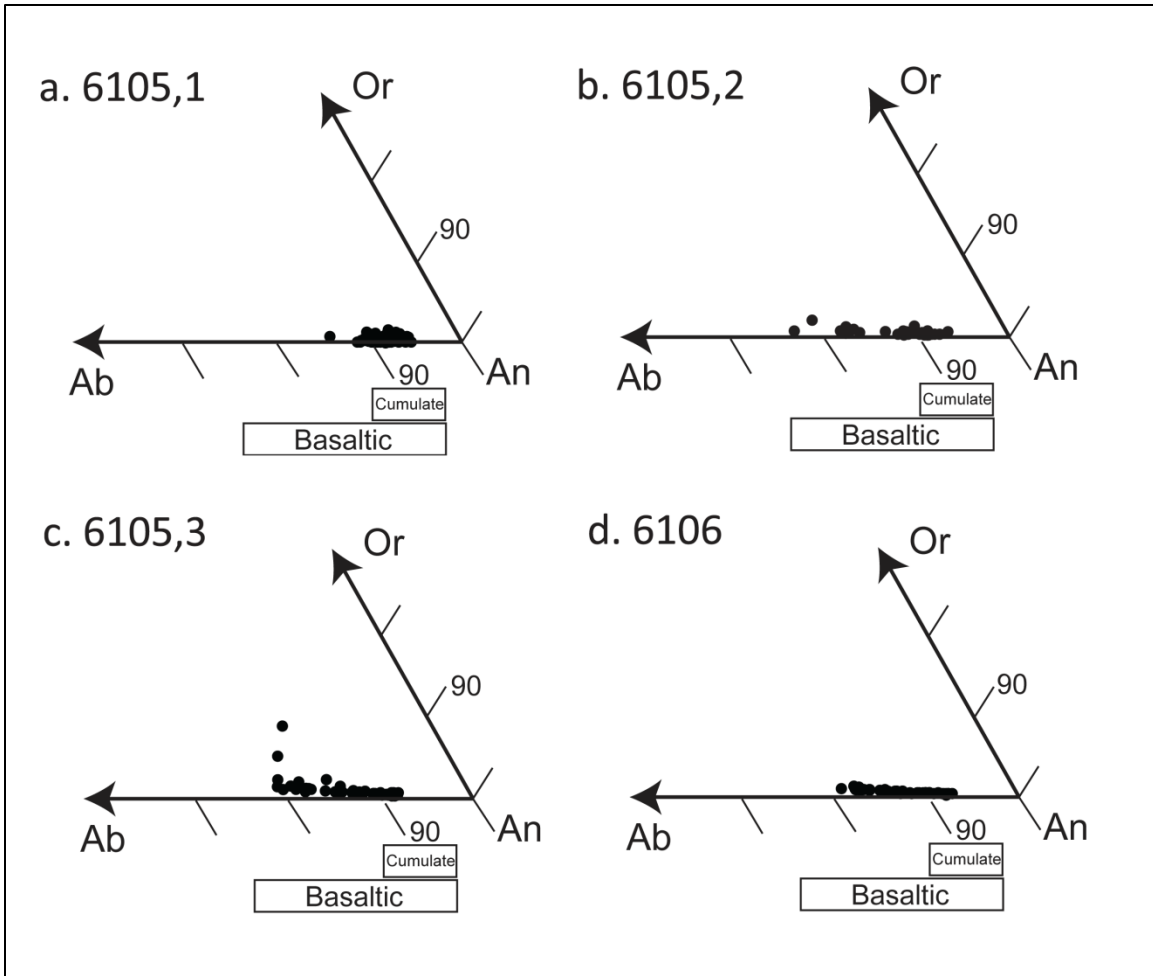 a. 6105,1
Or
90
Ab
90
An
Cumulate
Basaltic
b. 6105,2
Or
90
Ab
90
An
Cumulate
Basaltic
c. 6105,3
Or
90
Ab
90
An
Cumulate
Basaltic
d. 6106
Or
90
Ab
90
An
Cumulate
Basaltic